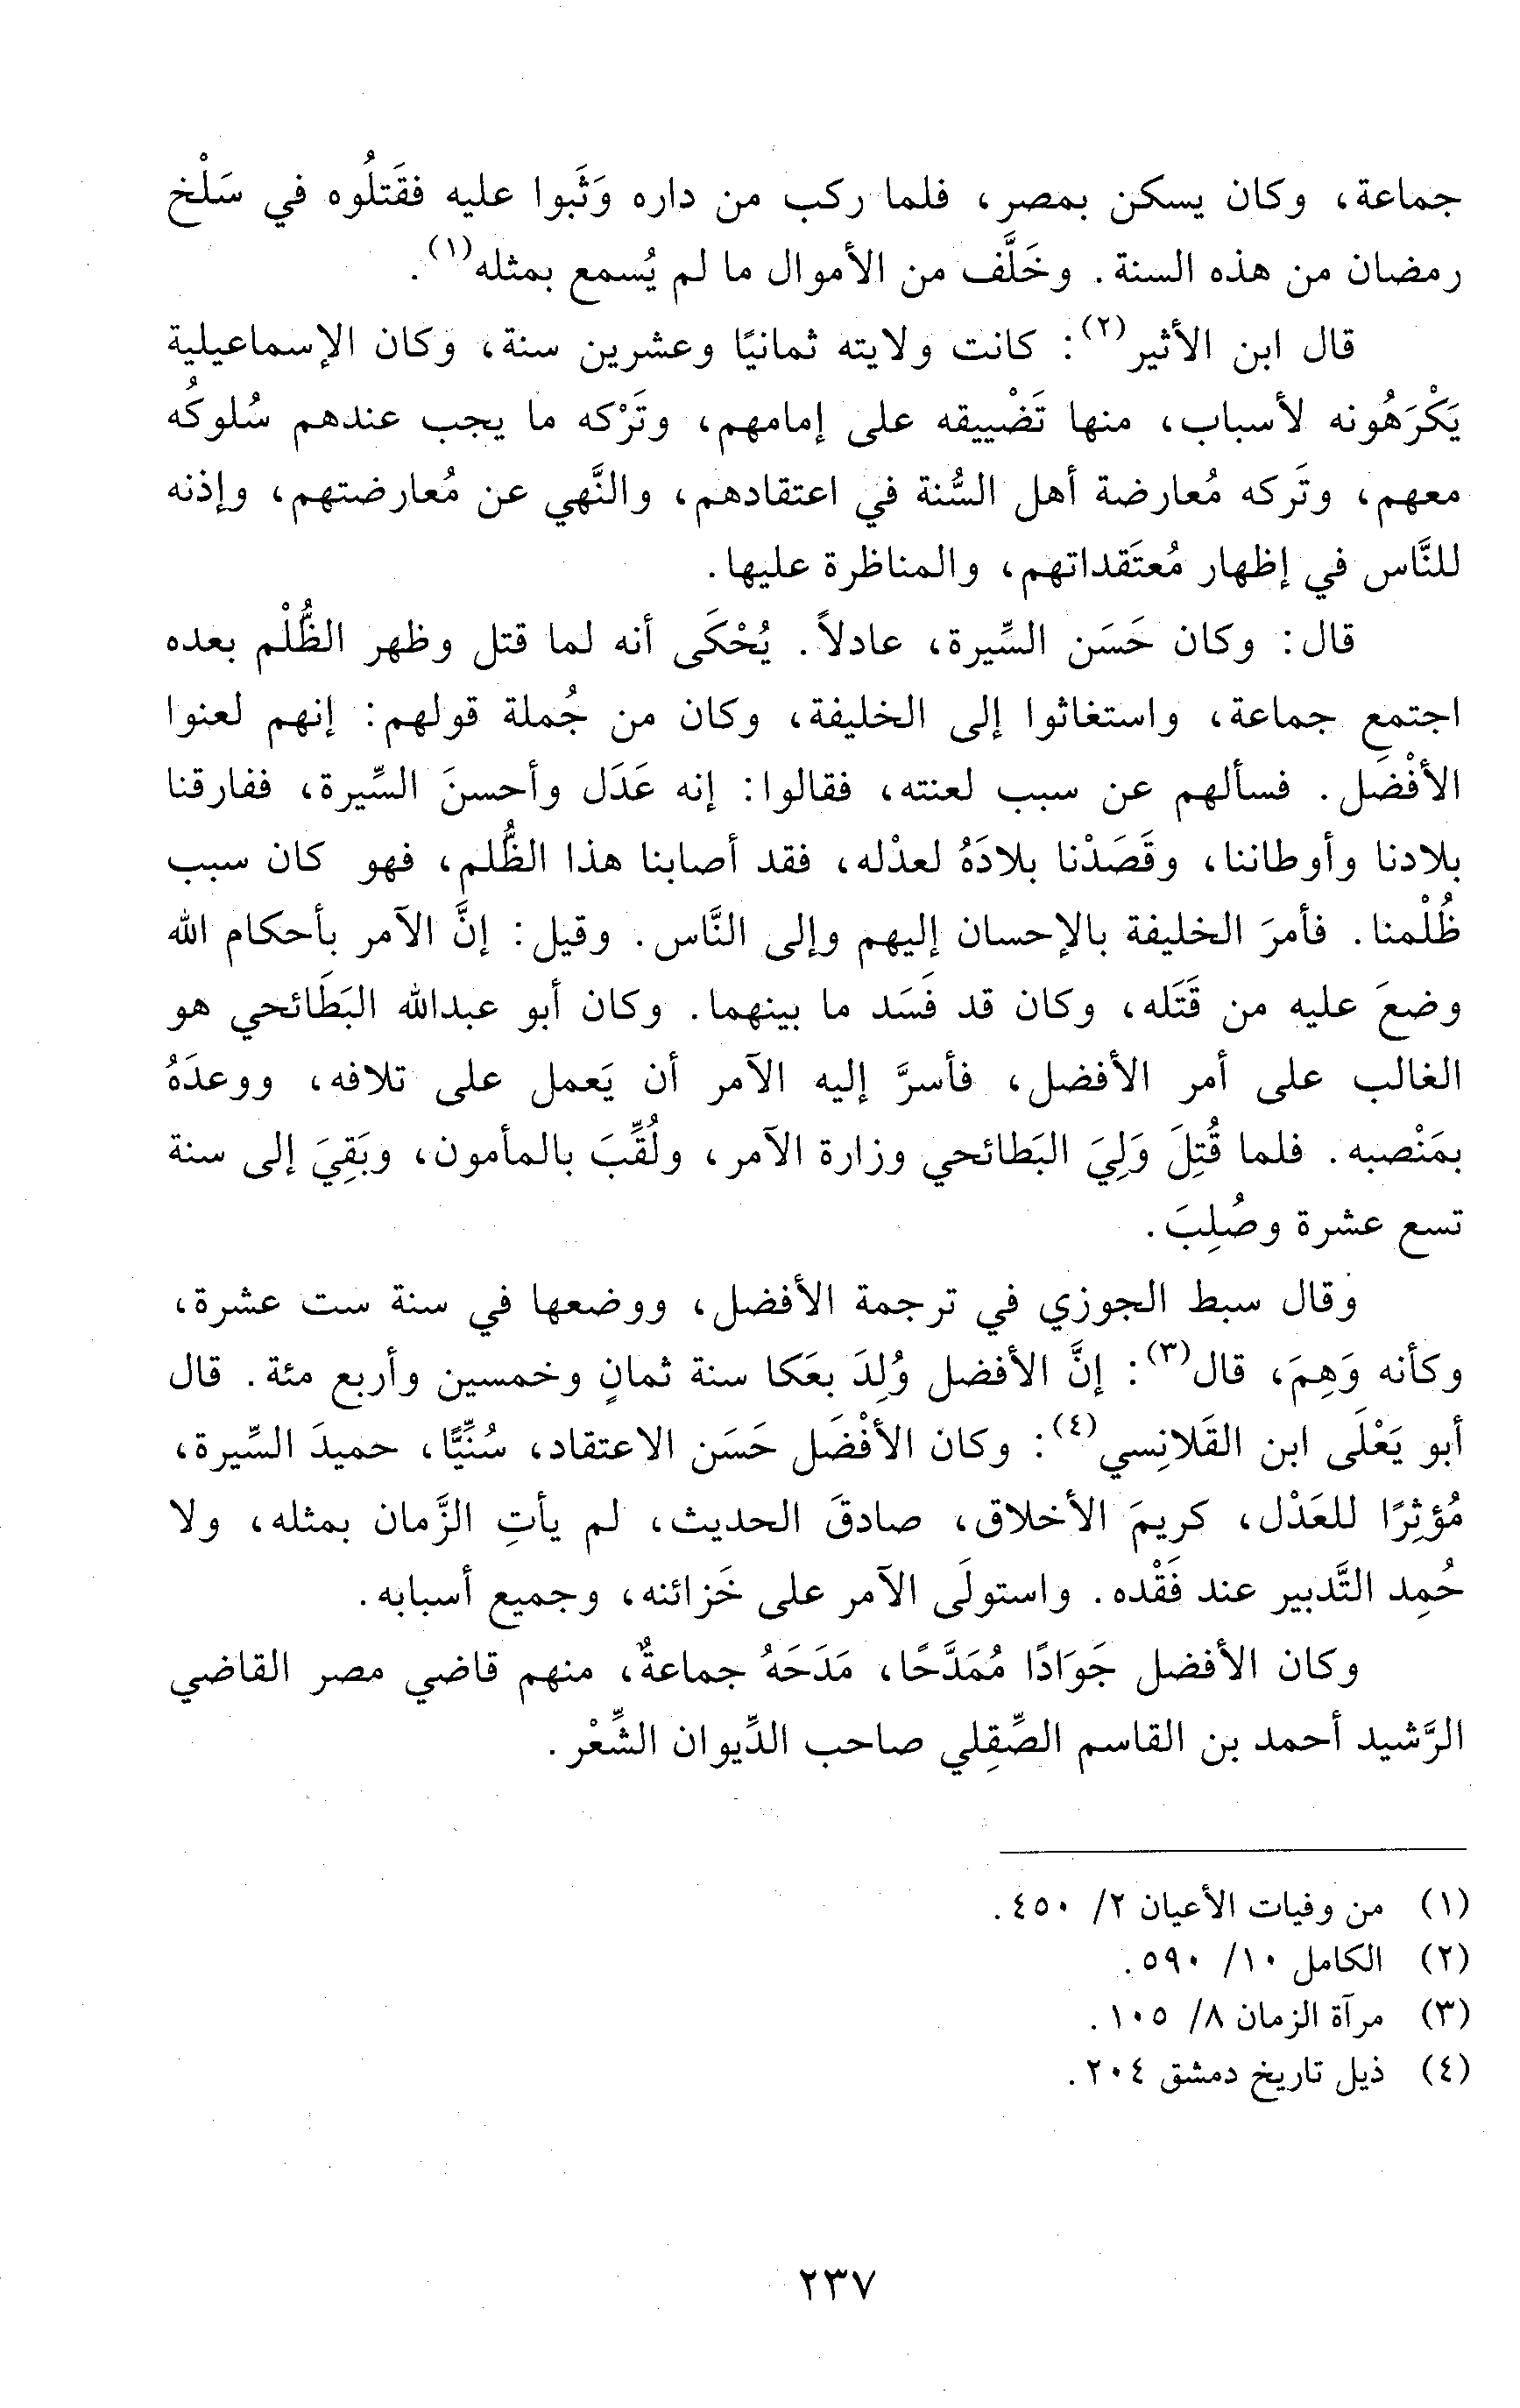 جماعة، وكان يسكن بمصر، فلما ركب من داره وَثَبوا عليه فقَتلُوه في سَلْخ
رمضان من هذه السنة. وخَلَّف من الأموال ما لم يُسمع بمثله(١).
قال ابن الأثير(٢): كانت ولايته ثمانيًا وعشرين سنة، وكان الإسماعيلية
يَكْرَهُونه لأسباب، منها تَضْييقه على إمامهم، وتَرْكه ما يجب عندهم سُلوكُه
معهم، وتَركه مُعارضة أهل السُّنة في اعتقادهم، والنَّهي عن مُعارضتهم، وإذنه
للنَّاس في إظهار مُعتَقداتهم، والمناظرة عليها.
قال: وكان حَسَن السِّيرة، عادلاً. يُحْكَى أنه لما قتل وظهر الظُّلْم بعده
اجتمع جماعة، واستغاثوا إلى الخليفة، وكان من جُملة قولهم: إنهم لعنوا
الأفْضَل. فسألهم عن سبب لعنته، فقالوا: إنه عَدَل وأحسنَ السِّيرة، ففارقنا
بلادنا وأوطاننا، وقَصَدْنا بلادَهُ لعدْله، فقد أصابنا هذا الظُّلم، فهو كان سبب
ظُلْمنا. فأمرَ الخليفة بالإحسان إليهم وإلى النَّاس. وقيل: إنَّ الآمر بأحكام الله
وضعَ عليه من قَتَله، وكان قد فَسَد ما بينهما. وكان أبو عبدالله البَطَائحي هو
الغالب على أمر الأفضل، فأسرَّ إليه الآمر أن يَعمل على تلافه، ووعدَهُ
بمَنْصبه. فلما قُتِلَ وَلِيَ البَطائحي وزارة الآمر، ولُقِّبَ بالمأمون، وبَقِيَ إلى سنة
تسع عشرة وصُلِبَ.
وقال سبط الجوزي في ترجمة الأفضل، ووضعها في سنة ست عشرة،
وكأنه وَهِمَ، قال(٣): إنَّ الأفضل وُلِدَ بعَكا سنة ثمانٍ وخمسين وأربع مئة. قال
أبو يَعْلَى ابن القَلانِسي(٤): وكان الأفْضَل حَسَن الاعتقاد، سُنِّيًّا، حميدَ السِّيرة،
مُؤثِرًا للعَدْل، كريمَ الأخلاق، صادقَ الحديث، لم يأتِ الزَّمان بمثله، ولا
حُمِد التَّدبير عند فَقْده. واستولَى الآمر على خَزائنه، وجميع أسبابه.
وكان الأفضل جَوَادًا مُمَدَّحًا، مَدَحَهُ جماعةٌ، منهم قاضي مصر القاضي
الرَّشيد أحمد بن القاسم الصِّقِلي صاحب الدِّيوان الشِّعْر.
(١) من وفيات الأعيان ٢/ ٤٥٠.
(٢) الكامل ١٠/ ٥٩٠.
(٣) مرآة الزمان ٨/ ١٠٥.
(٤) ذيل تاريخ دمشق ٢٠٤.
٢٣٧